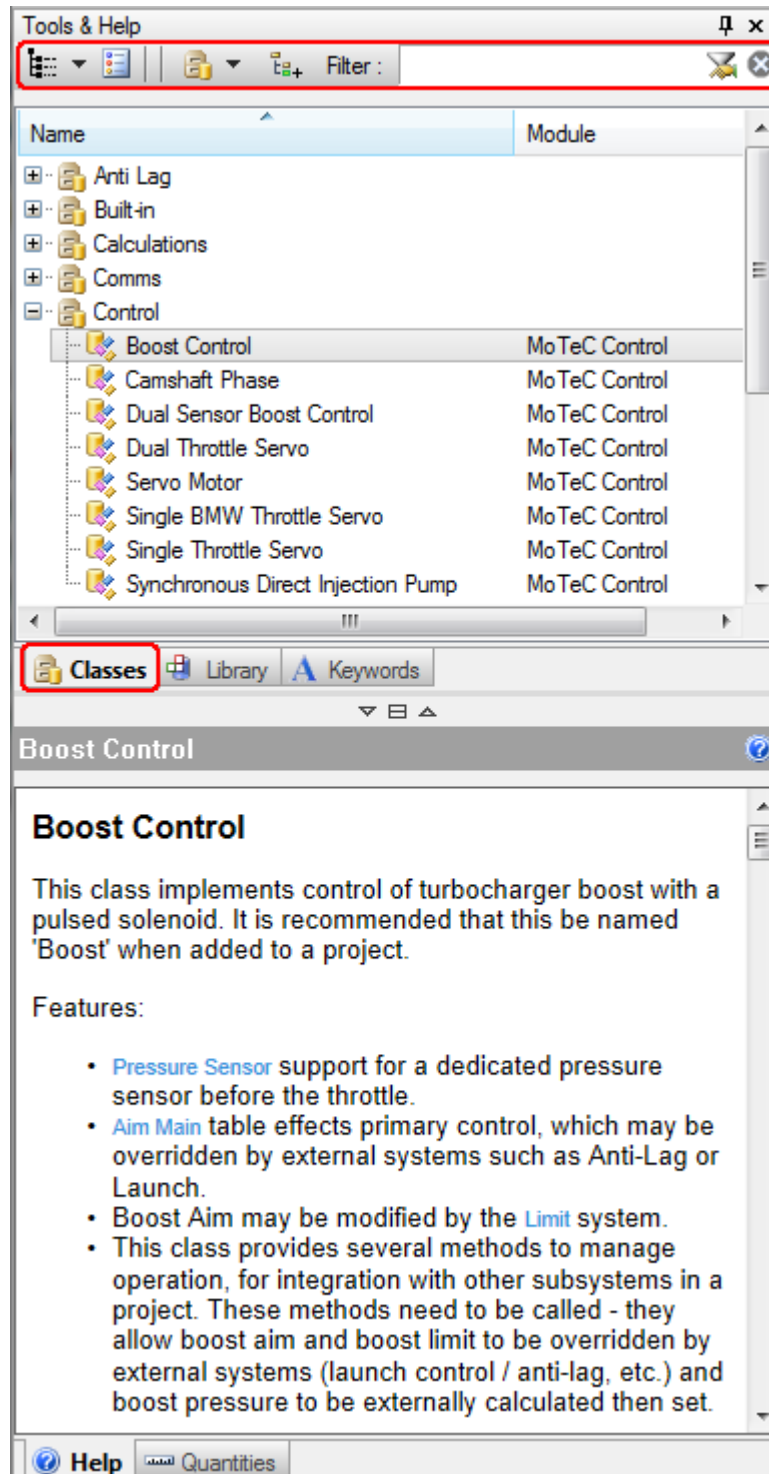 Tools & Help
Filter :
Name Module
Anti Lag
Built-in
Calculations
Comms
Control
Boost Control MoTeC Control
Camshaft Phase MoTeC Control
Dual Sensor Boost Control MoTeC Control
Dual Throttle Servo MoTeC Control
Servo Motor MoTeC Control
Single BMW Throttle Servo MoTeC Control
Single Throttle Servo MoTeC Control
Synchronous Direct Injection Pump MoTeC Control
Classes Library Keywords
Boost Control
Boost Control
This class implements control of turbocharger boost with a
pulsed solenoid. It is recommended that this be named
'Boost' when added to a project.
Features:
• Pressure Sensor support for a dedicated pressure
sensor before the throttle.
• Aim Main table effects primary control, which may be
overridden by external systems such as Anti-Lag or
Launch.
• Boost Aim may be modified by the Limit system.
• This class provides several methods to manage
operation, for integration with other subsystems in a
project. These methods need to be called - they
allow boost aim and boost limit to be overridden by
external systems (launch control / anti-lag, etc.) and
boost pressure to be externally calculated then set.
Help Quantities